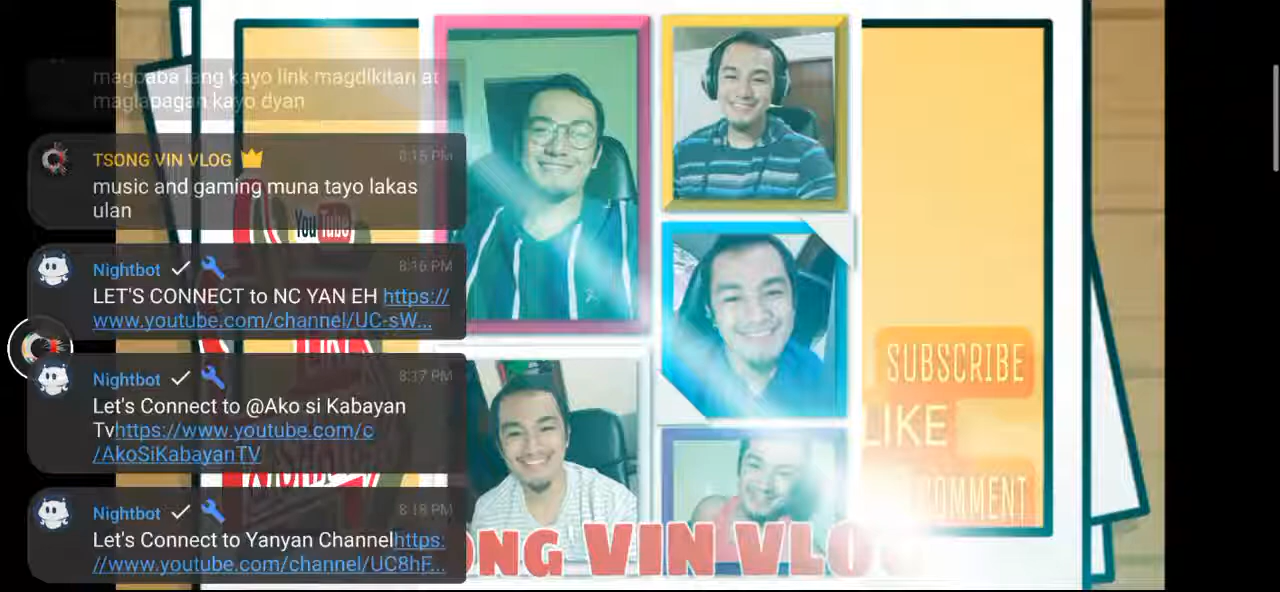 magpaba lang kayo link magdikitan at
maglapagan kayo dyan
TSONG VIN VLOG 8:15 PM
music and gaming muna tayo lakas
ulan
YouTube
Nightbot 8:16 PM
LET'S CONNECT to NC YAN EH https://
www.youtube.com/channel/UC-sW...
Nightbot 8:17 PM
Let's Connect to @Ako si Kabayan
Tvhttps://www.youtube.com/c
/AkoSiKabayanTV
Nightbot 8:18 PM
Let's Connect to Yanyan Channelhttps:
//www.youtube.com/channel/UC8hF...
SUBSCRIBE
LIKE
COMMENT
ONG VIN VLO